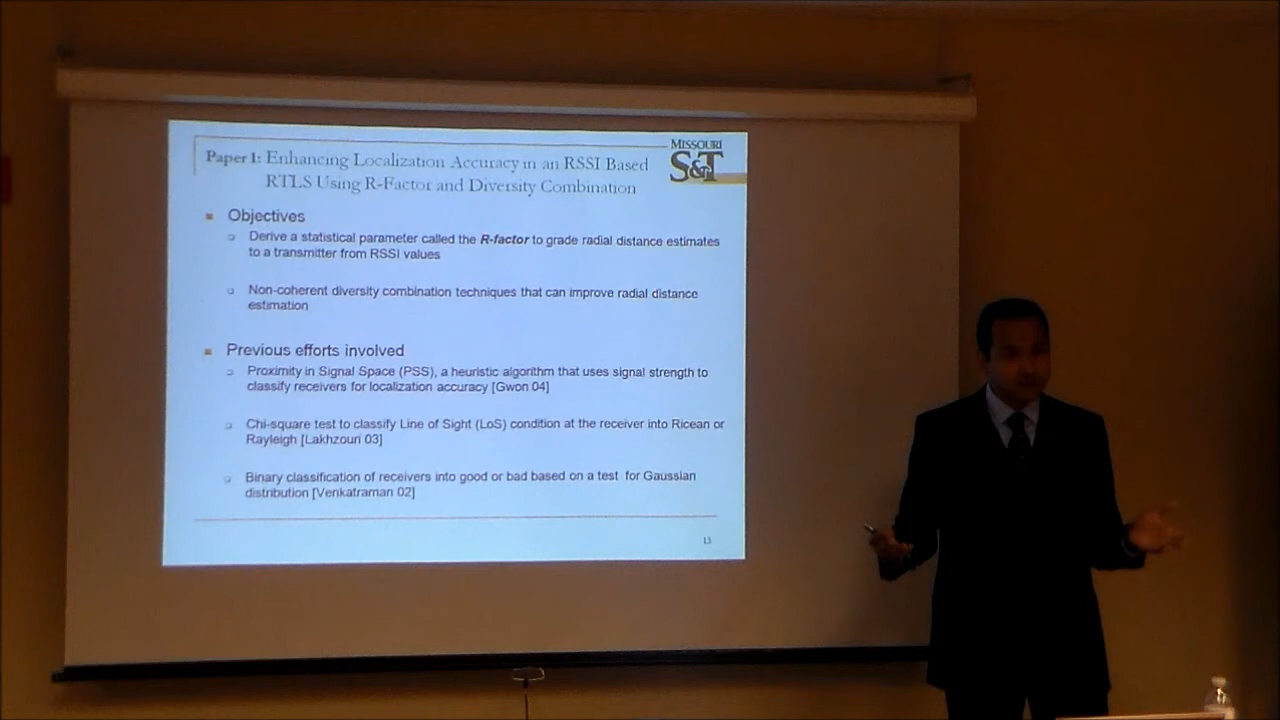 Paper 1: Enhancing Localization Accuracy in an RSSI Based
RTLS Using R-Factor and Diversity Combination
MISSOURI
S&T
Objectives
Derive a statistical parameter called the R-factor to grade radial distance estimates
to a transmitter from RSSI values
Non-coherent diversity combination techniques that can improve radial distance
estimation
Previous efforts involved
Proximity in Signal Space (PSS), a heuristic algorithm that uses signal strength to
classify receivers for localization accuracy [Gwon 04]
Chi-square test to classify Line of Sight (LoS) condition at the receiver into Ricean or
Rayleigh [Lakhzouri 03]
Binary classification of receivers into good or bad based on a test for Gaussian
distribution [Venkatraman 02]
13